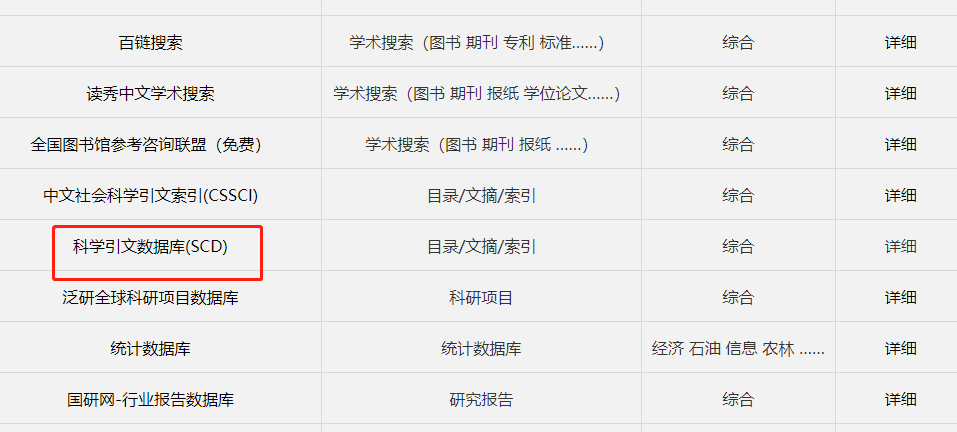 百链搜索 学术搜索（图书 期刊 专利 标准......） 综合 详细
读秀中文学术搜索 学术搜索（图书 期刊 报纸 学位论文......） 综合 详细
全国图书馆参考咨询联盟（免费） 学术搜索（图书 期刊 报纸 ......） 综合 详细
中文社会科学引文索引(CSSCI) 目录/文摘/索引 综合 详细
科学引文数据库(SCD) 目录/文摘/索引 综合 详细
泛研全球科研项目数据库 科研项目 综合 详细
统计数据库 统计数据库 经济 石油 信息 农林 ...... 详细
国研网-行业报告数据库 研究报告 综合 详细